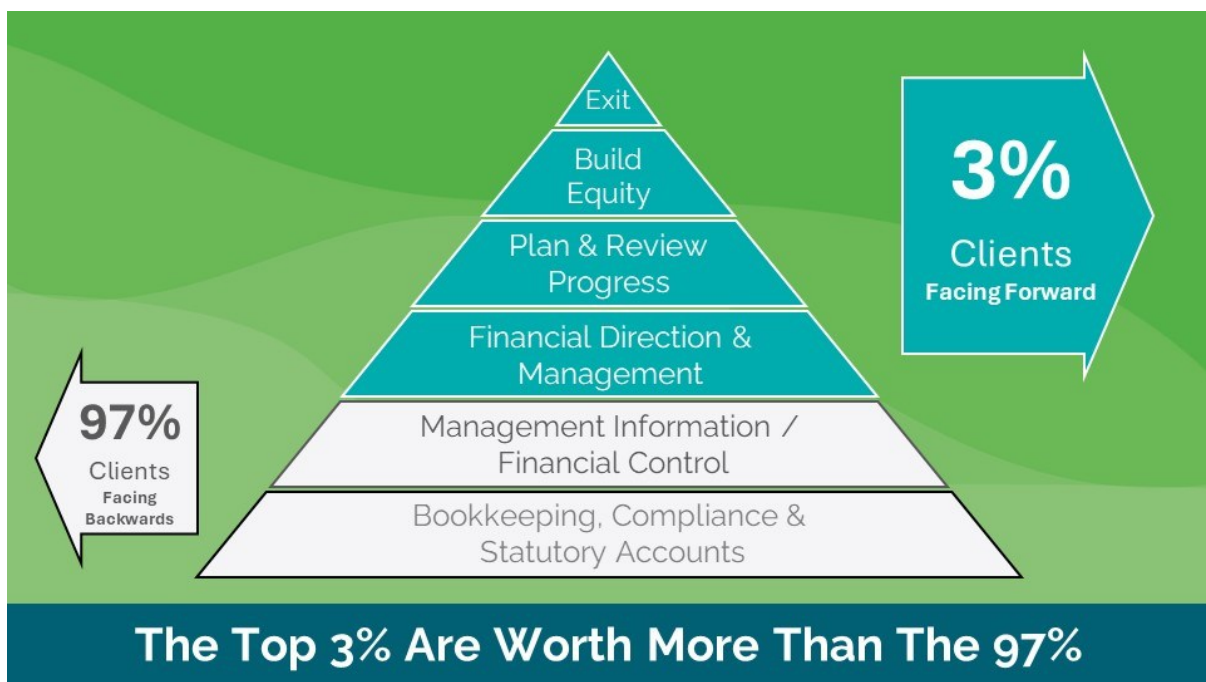 Exit
Build
Equity
Plan & Review
Progress
Financial Direction &
Management
Management Information /
Financial Control
Bookkeeping, Compliance &
Statutory Accounts
3%
Clients
Facing Forward
97%
Clients
Facing
Backwards
The Top 3% Are Worth More Than The 97%